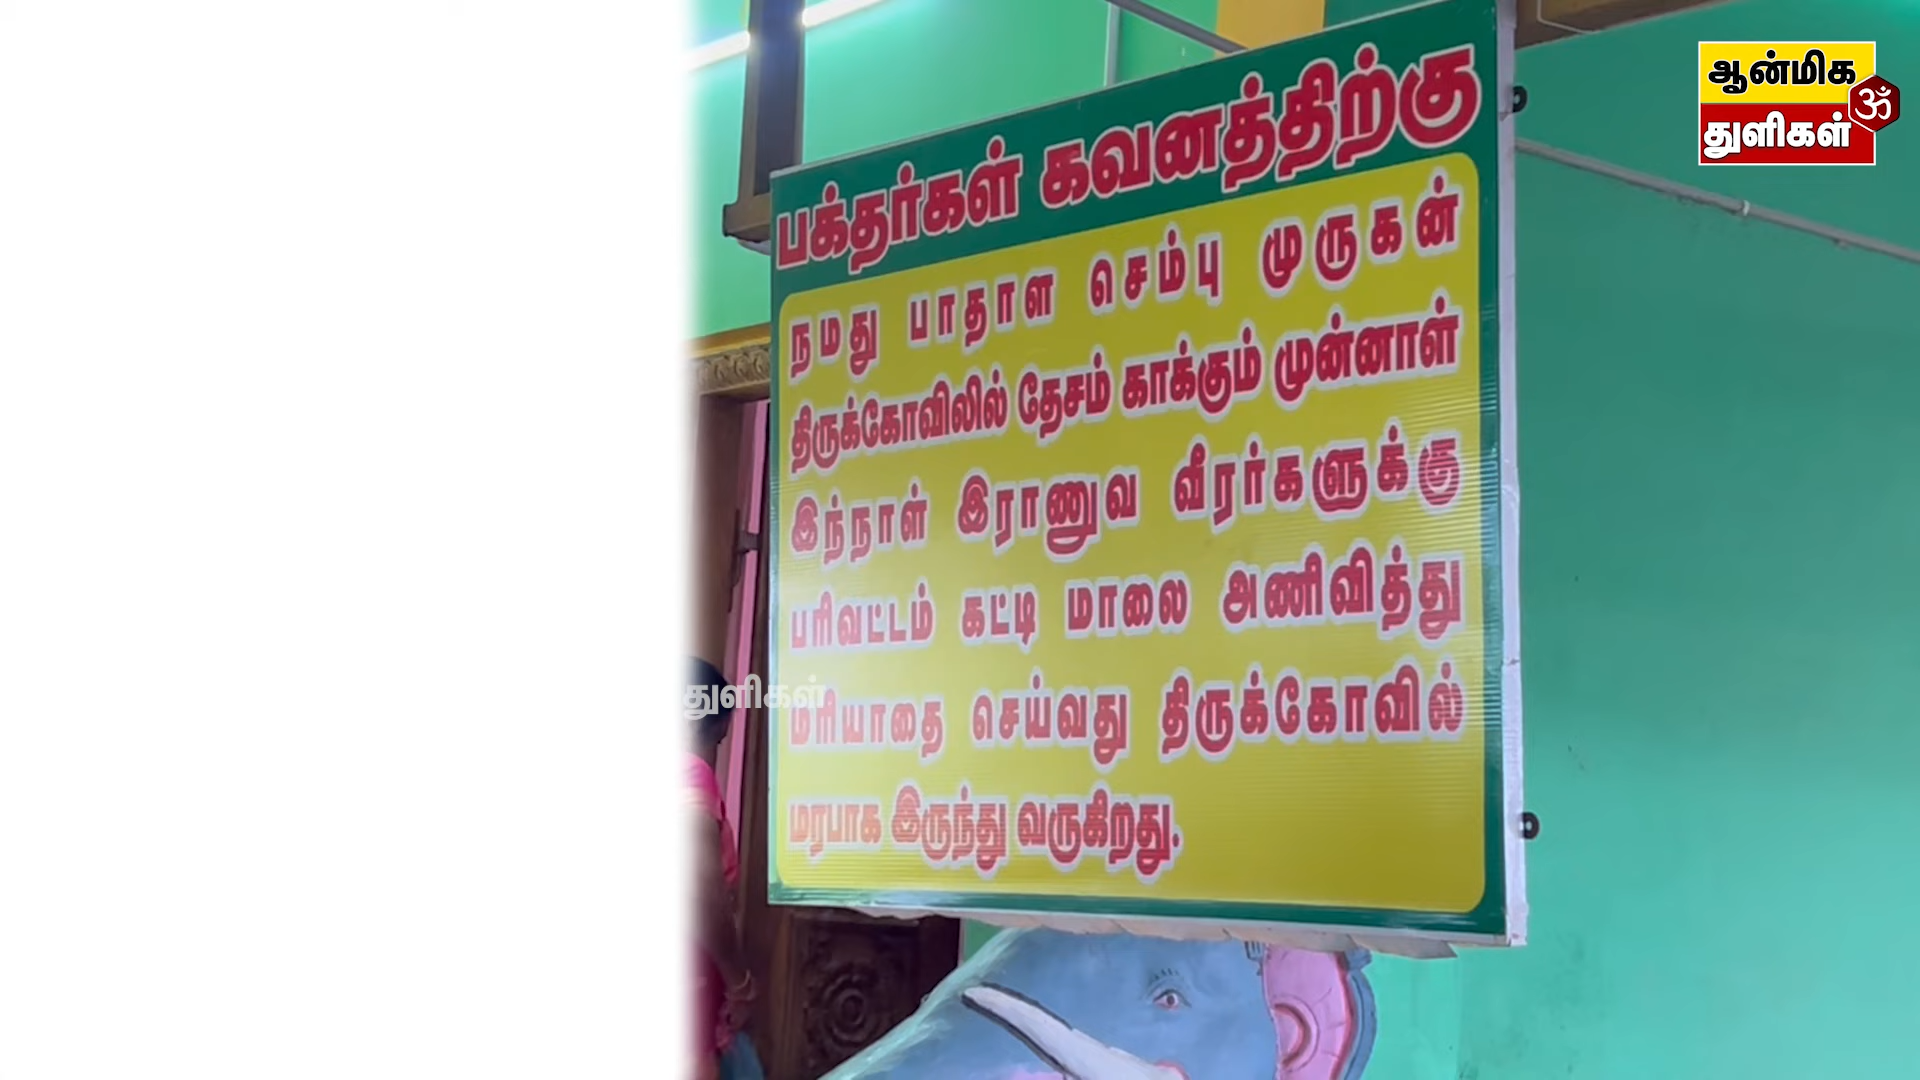 ஆன்மிக
ॐ
துளிகள்
பக்தர்கள் கவனத்திற்கு
நமது பாதாள செம்பு முருகன்
திருக்கோவிலில் தேசம் காக்கும் முன்னாள்
இந்நாள் இராணுவ வீரர்களுக்கு
பரிவட்டம் கட்டி மாலை அணிவித்து
துளிகள்
மரியாதை செய்வது திருக்கோவில்
மரபாக இருந்து வருகிறது.